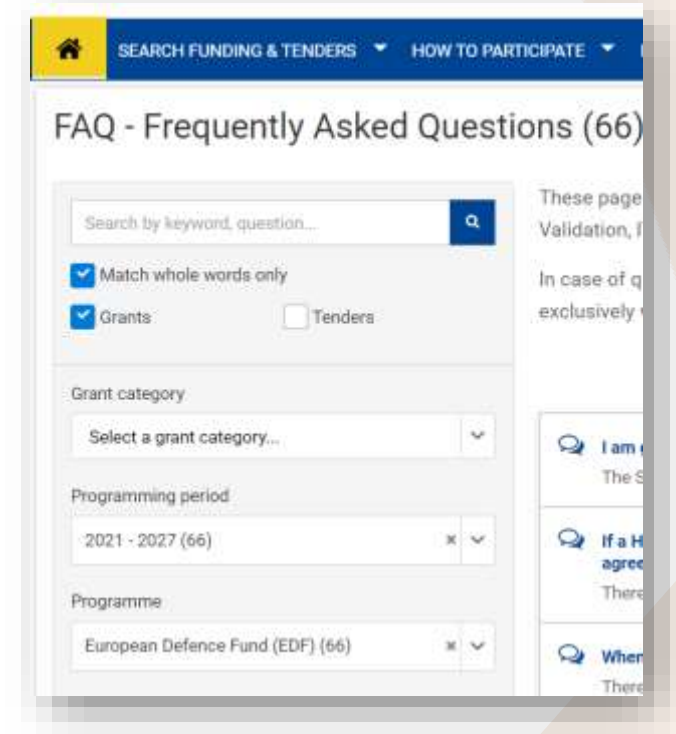 SEARCH FUNDING & TENDERS HOW TO PARTICIPATE
FAQ - Frequently Asked Questions (66)
Search by keyword, question...
Match whole words only
Grants Tenders
Grant category
Select a grant category...
Programming period
2021 - 2027 (66)
Programme
European Defence Fund (EDF) (66)
These page
Validation,
In case of q
exclusively
I am
The S
If a H
agree
There
When
There